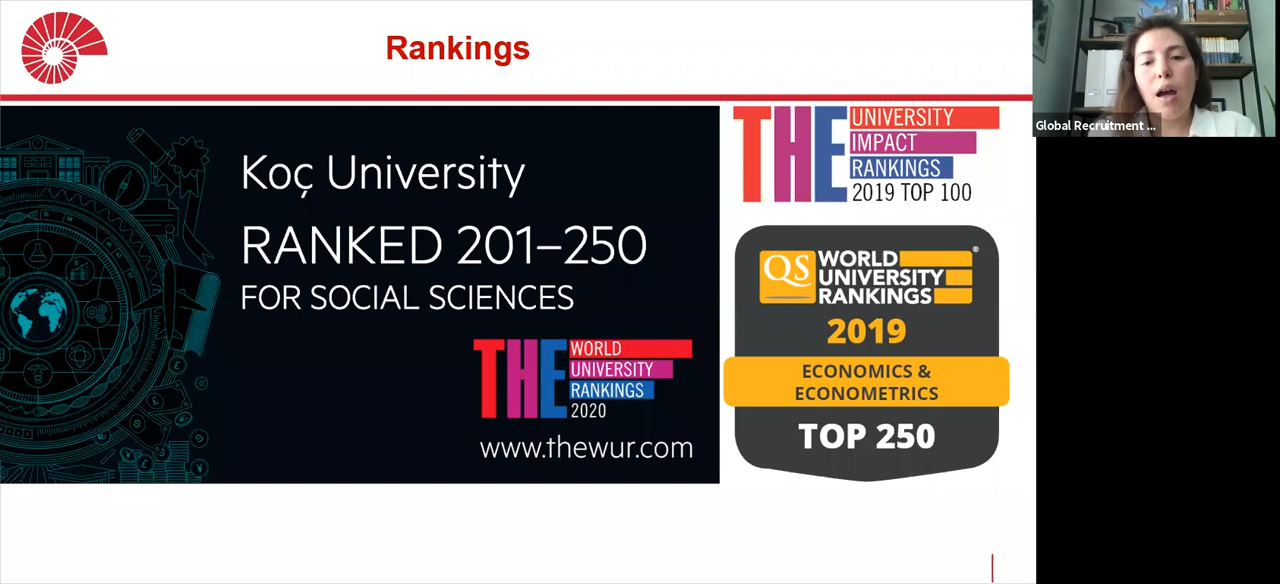 Rankings
Koç University
RANKED 201–250
FOR SOCIAL SCIENCES
THE WORLD
UNIVERSITY
RANKINGS
2020
www.thewur.com
THE UNIVERSITY
IMPACT
RANKINGS
2019 TOP 100
QS WORLD
UNIVERSITY
RANKINGS
®
2019
ECONOMICS &
ECONOMETRICS
TOP 250
Global Recruitment ...